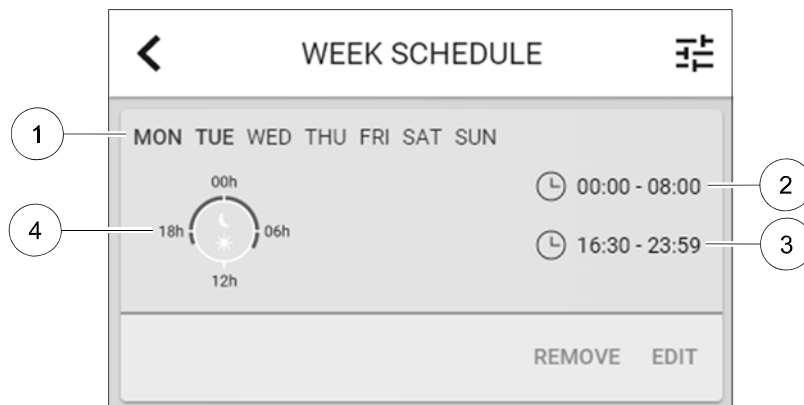 WEEK SCHEDULE
1
MON TUE WED THU FRI SAT SUN
00h
00:00 - 08:00
2
4
18h
06h
16:30 - 23:59
3
12h
REMOVE EDIT